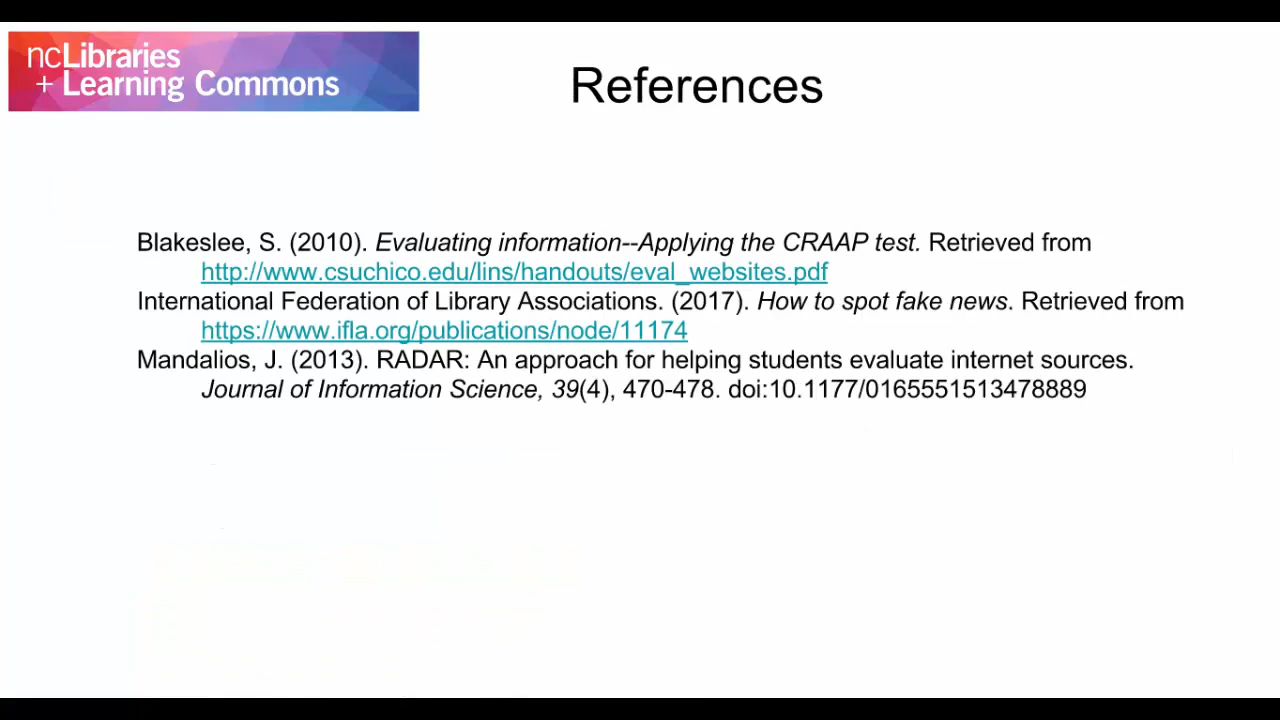 ncLibraries
+ Learning Commons
References
Blakeslee, S. (2010). Evaluating information--Applying the CRAAP test. Retrieved from
http://www.csuchico.edu/lins/handouts/eval_websites.pdf
International Federation of Library Associations. (2017). How to spot fake news. Retrieved from
https://www.ifla.org/publications/node/11174
Mandalios, J. (2013). RADAR: An approach for helping students evaluate internet sources.
Journal of Information Science, 39(4), 470-478. doi:10.1177/0165551513478889